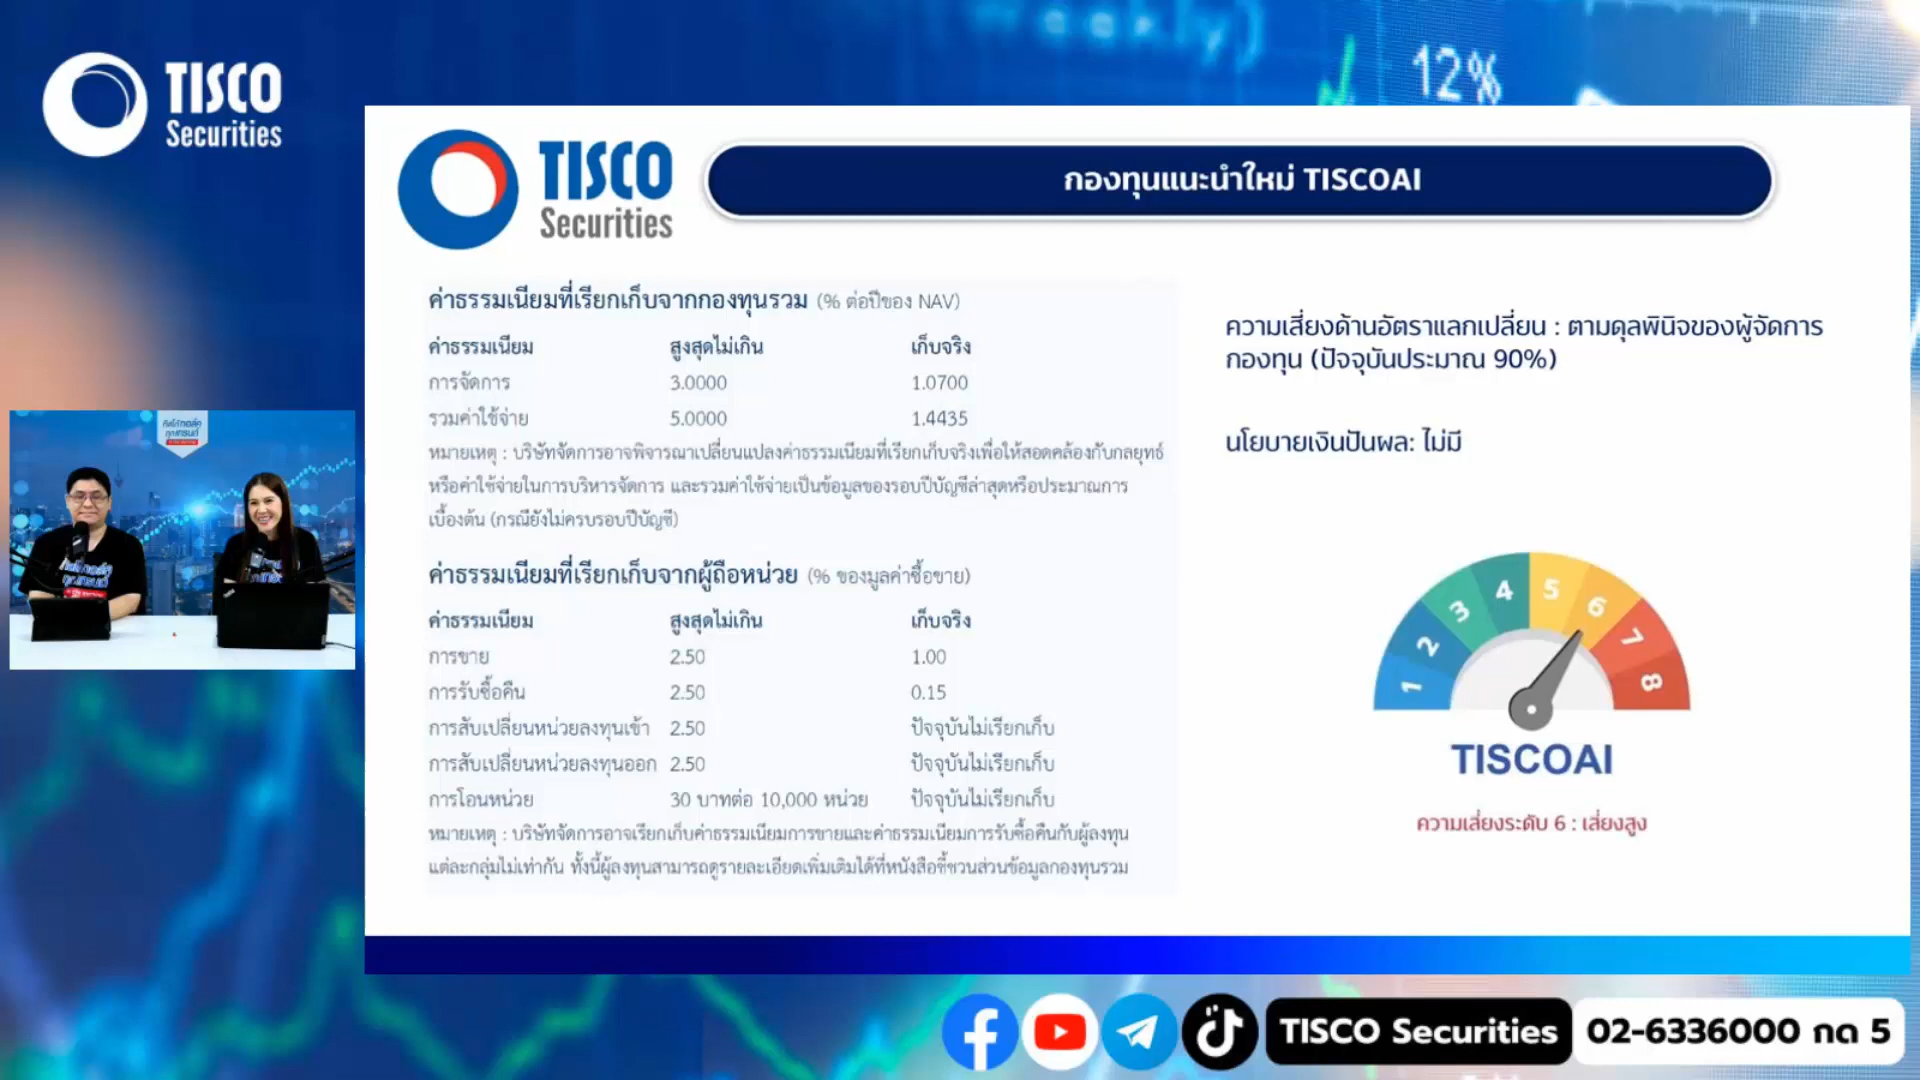 Weekly)
12%
TISCO
Securities
TISCO
Securities
กองทุนแนะนำใหม่ TISCOAI
ค่าธรรมเนียมที่เรียกเก็บจากกองทุนรวม (% ต่อปีของ NAV)
ค่าธรรมเนียม สูงสุดไม่เกิน เก็บจริง
การจัดการ 3.0000 1.0700
รวมค่าใช้จ่าย 5.0000 1.4435
หมายเหตุ : บริษัทจัดการอาจพิจารณาเปลี่ยนแปลงค่าธรรมเนียมที่เรียกเก็บจริงเพื่อให้สอดคล้องกับกลยุทธ์
หรือค่าใช้จ่ายในการบริหารจัดการ และรวมค่าใช้จ่ายเป็นข้อมูลของรอบปีบัญชีล่าสุดหรือประมาณการ
เบื้องต้น (กรณียังไม่ครบรอบปีบัญชี)
ค่าธรรมเนียมที่เรียกเก็บจากผู้ถือหน่วย (% ของมูลค่าซื้อขาย)
ค่าธรรมเนียม สูงสุดไม่เกิน เก็บจริง
การขาย 2.50 1.00
การรับซื้อคืน 2.50 0.15
การสับเปลี่ยนหน่วยลงทุนเข้า 2.50 ปัจจุบันไม่เรียกเก็บ
การสับเปลี่ยนหน่วยลงทุนออก 2.50 ปัจจุบันไม่เรียกเก็บ
การโอนหน่วย 30 บาทต่อ 10,000 หน่วย ปัจจุบันไม่เรียกเก็บ
หมายเหตุ : บริษัทจัดการอาจเรียกเก็บค่าธรรมเนียมการขายและค่าธรรมเนียมการรับซื้อคืนกับผู้ลงทุน
แต่ละกลุ่มไม่เท่ากัน ทั้งนี้ผู้ลงทุนสามารถดูรายละเอียดเพิ่มเติมได้ที่หนังสือชี้ชวนส่วนข้อมูลกองทุนรวม
ความเสี่ยงด้านอัตราแลกเปลี่ยน : ตามดุลพินิจของผู้จัดการ
กองทุน (ปัจจุบันประมาณ 90%)
นโยบายเงินปันผล: ไม่มี
1 2 3 4 5 6 7 8
TISCOAI
ความเสี่ยงระดับ 6 : เสี่ยงสูง
TISCO Securities
02-6336000 กด 5